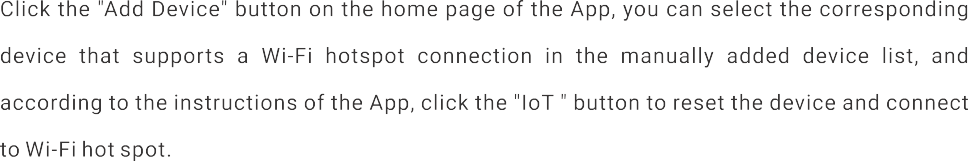 Click the "Add Device" button on the home page of the App, you can select the corresponding
device that supports a Wi-Fi hotspot connection in the manually added device list, and
according to the instructions of the App, click the "IoT " button to reset the device and connect
to Wi-Fi hot spot.